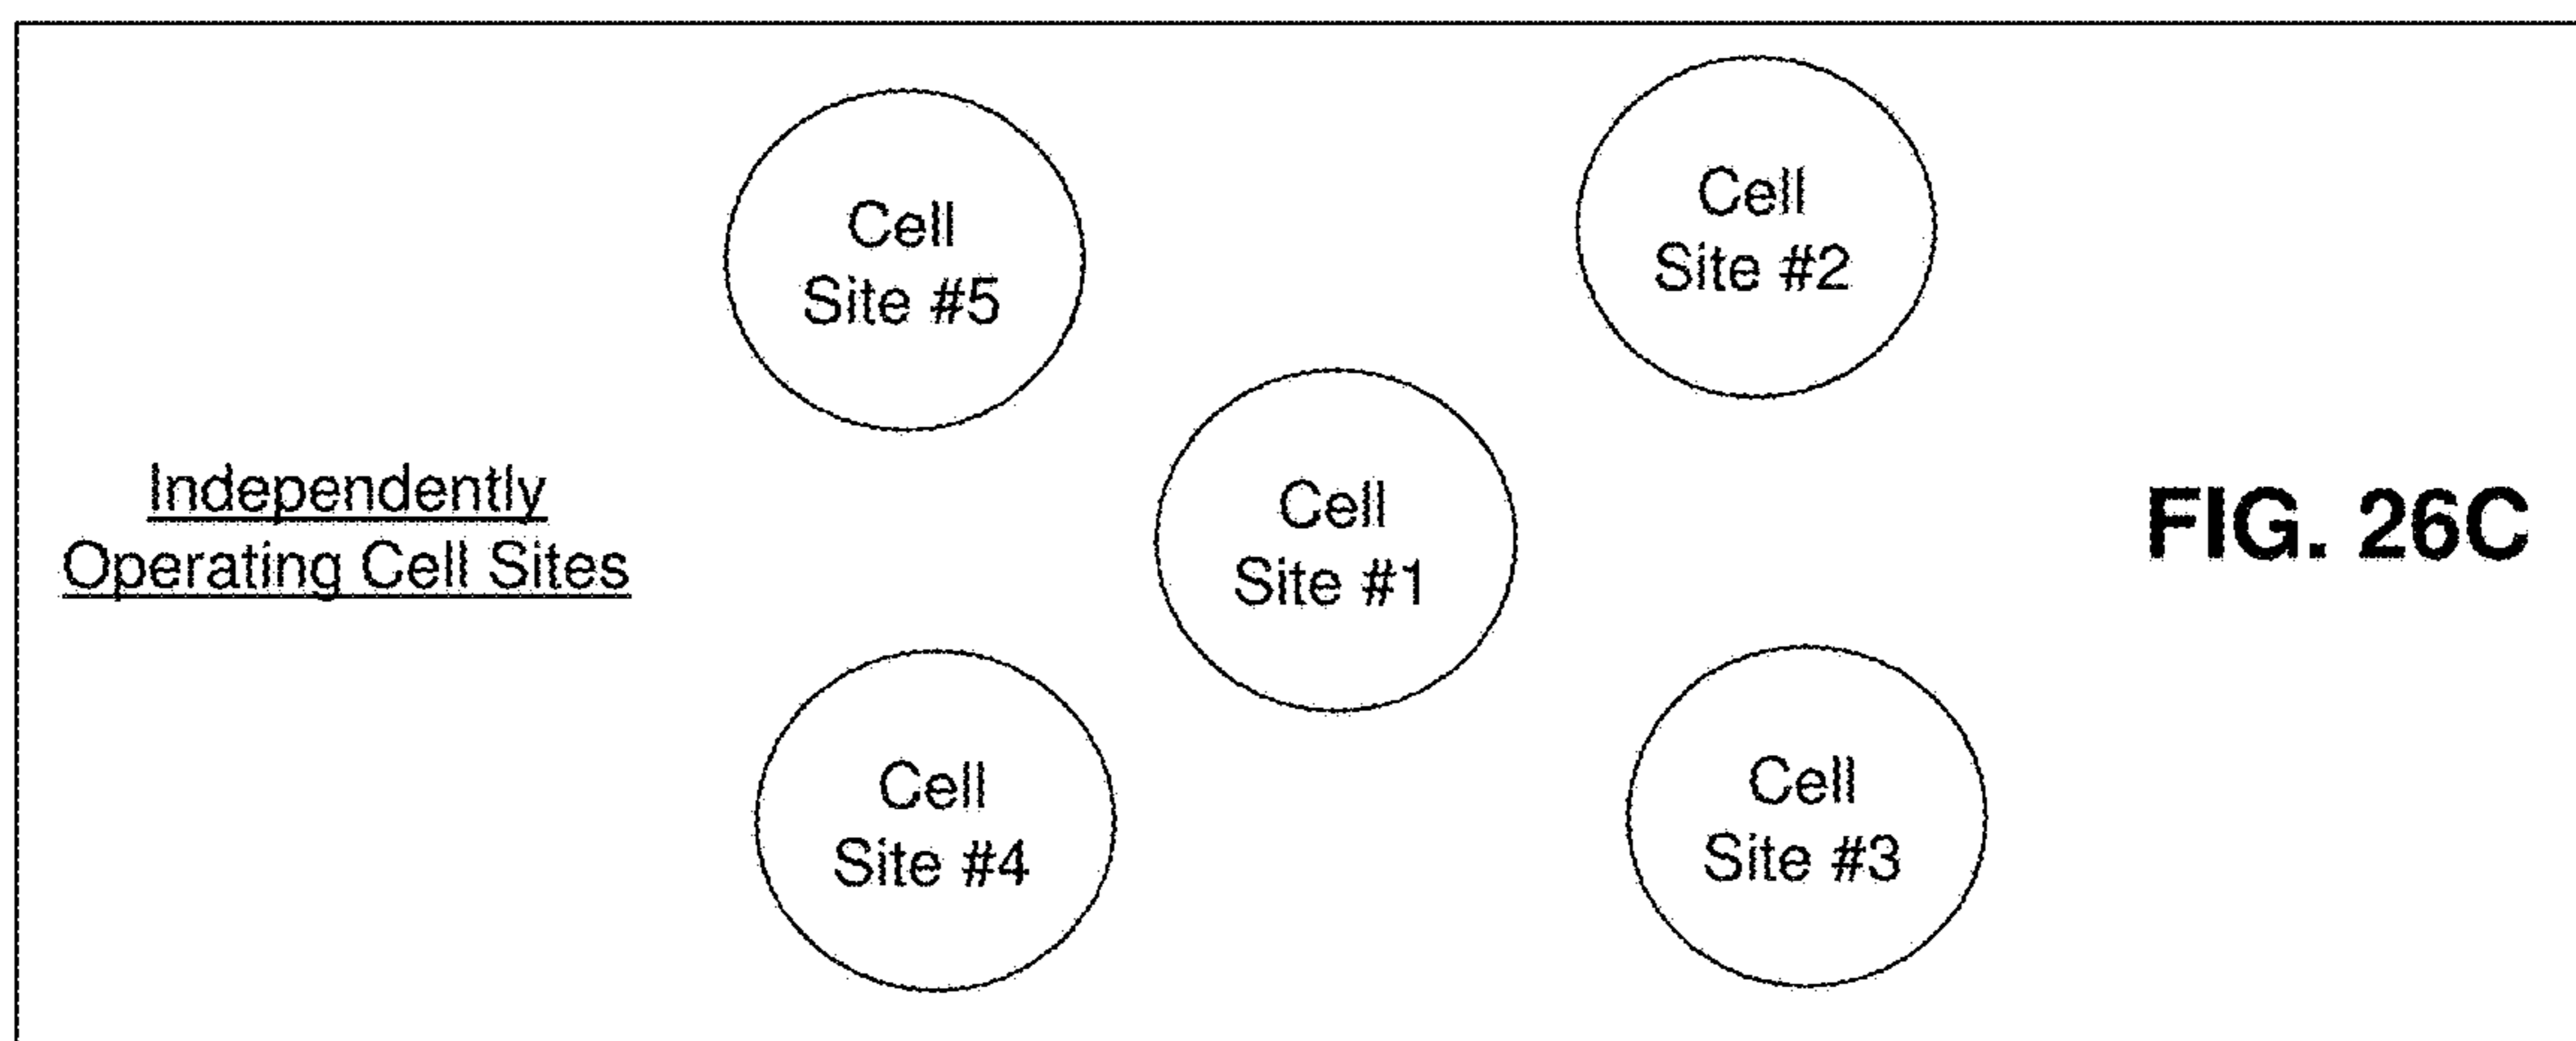 Cell
Site #5
Cell
Site #2
Independently
Operating Cell Sites
Cell
Site #1
FIG. 26C
Cell
Site #4
Cell
Site #3